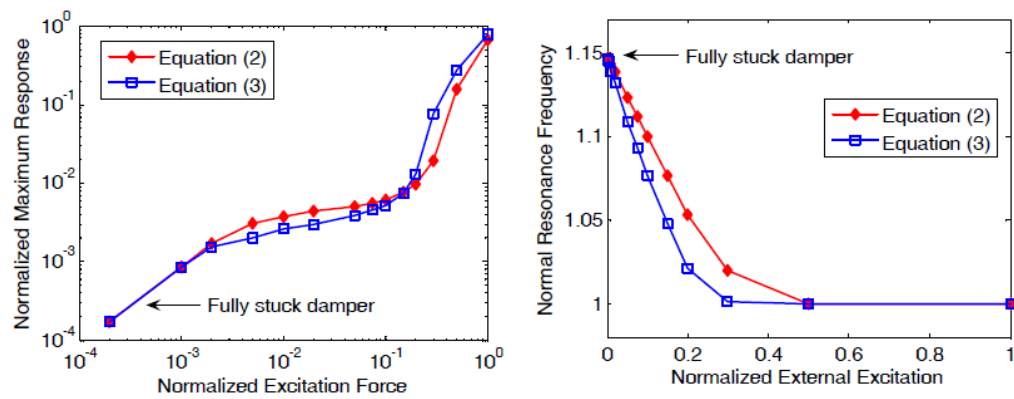 Normalized Maximum Response
10^0
10^-1
10^-2
10^-3
10^-4
Equation (2)
Equation (3)
Fully stuck damper
10^-4
10^-3
10^-2
10^-1
10^0
Normalized Excitation Force
Normal Resonance Frequency
1.15
1.1
1.05
1
Fully stuck damper
Equation (2)
Equation (3)
0
0.2
0.4
0.6
0.8
1
Normalized External Excitation